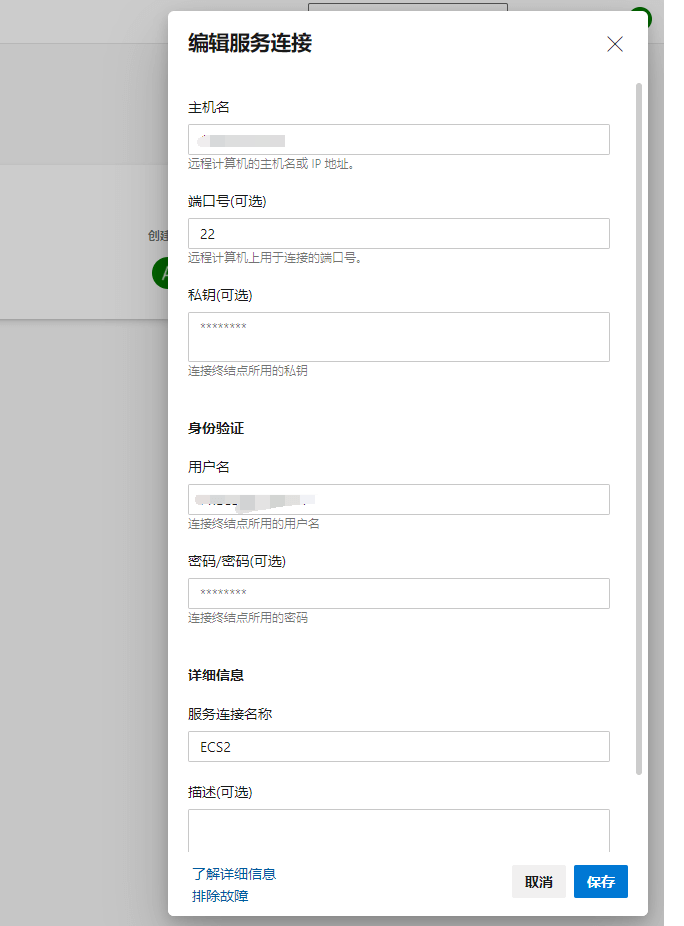 编辑服务连接
主机名
远程计算机的主机名或 IP 地址。
端口号(可选)
22
远程计算机上用于连接的端口号。
创建
A
私钥(可选)
********
连接终结点所用的私钥
身份验证
用户名
连接终结点所用的用户名
密码/密码(可选)
********
连接终结点所用的密码
详细信息
服务连接名称
ECS2
描述(可选)
了解详细信息
排除故障
取消
保存